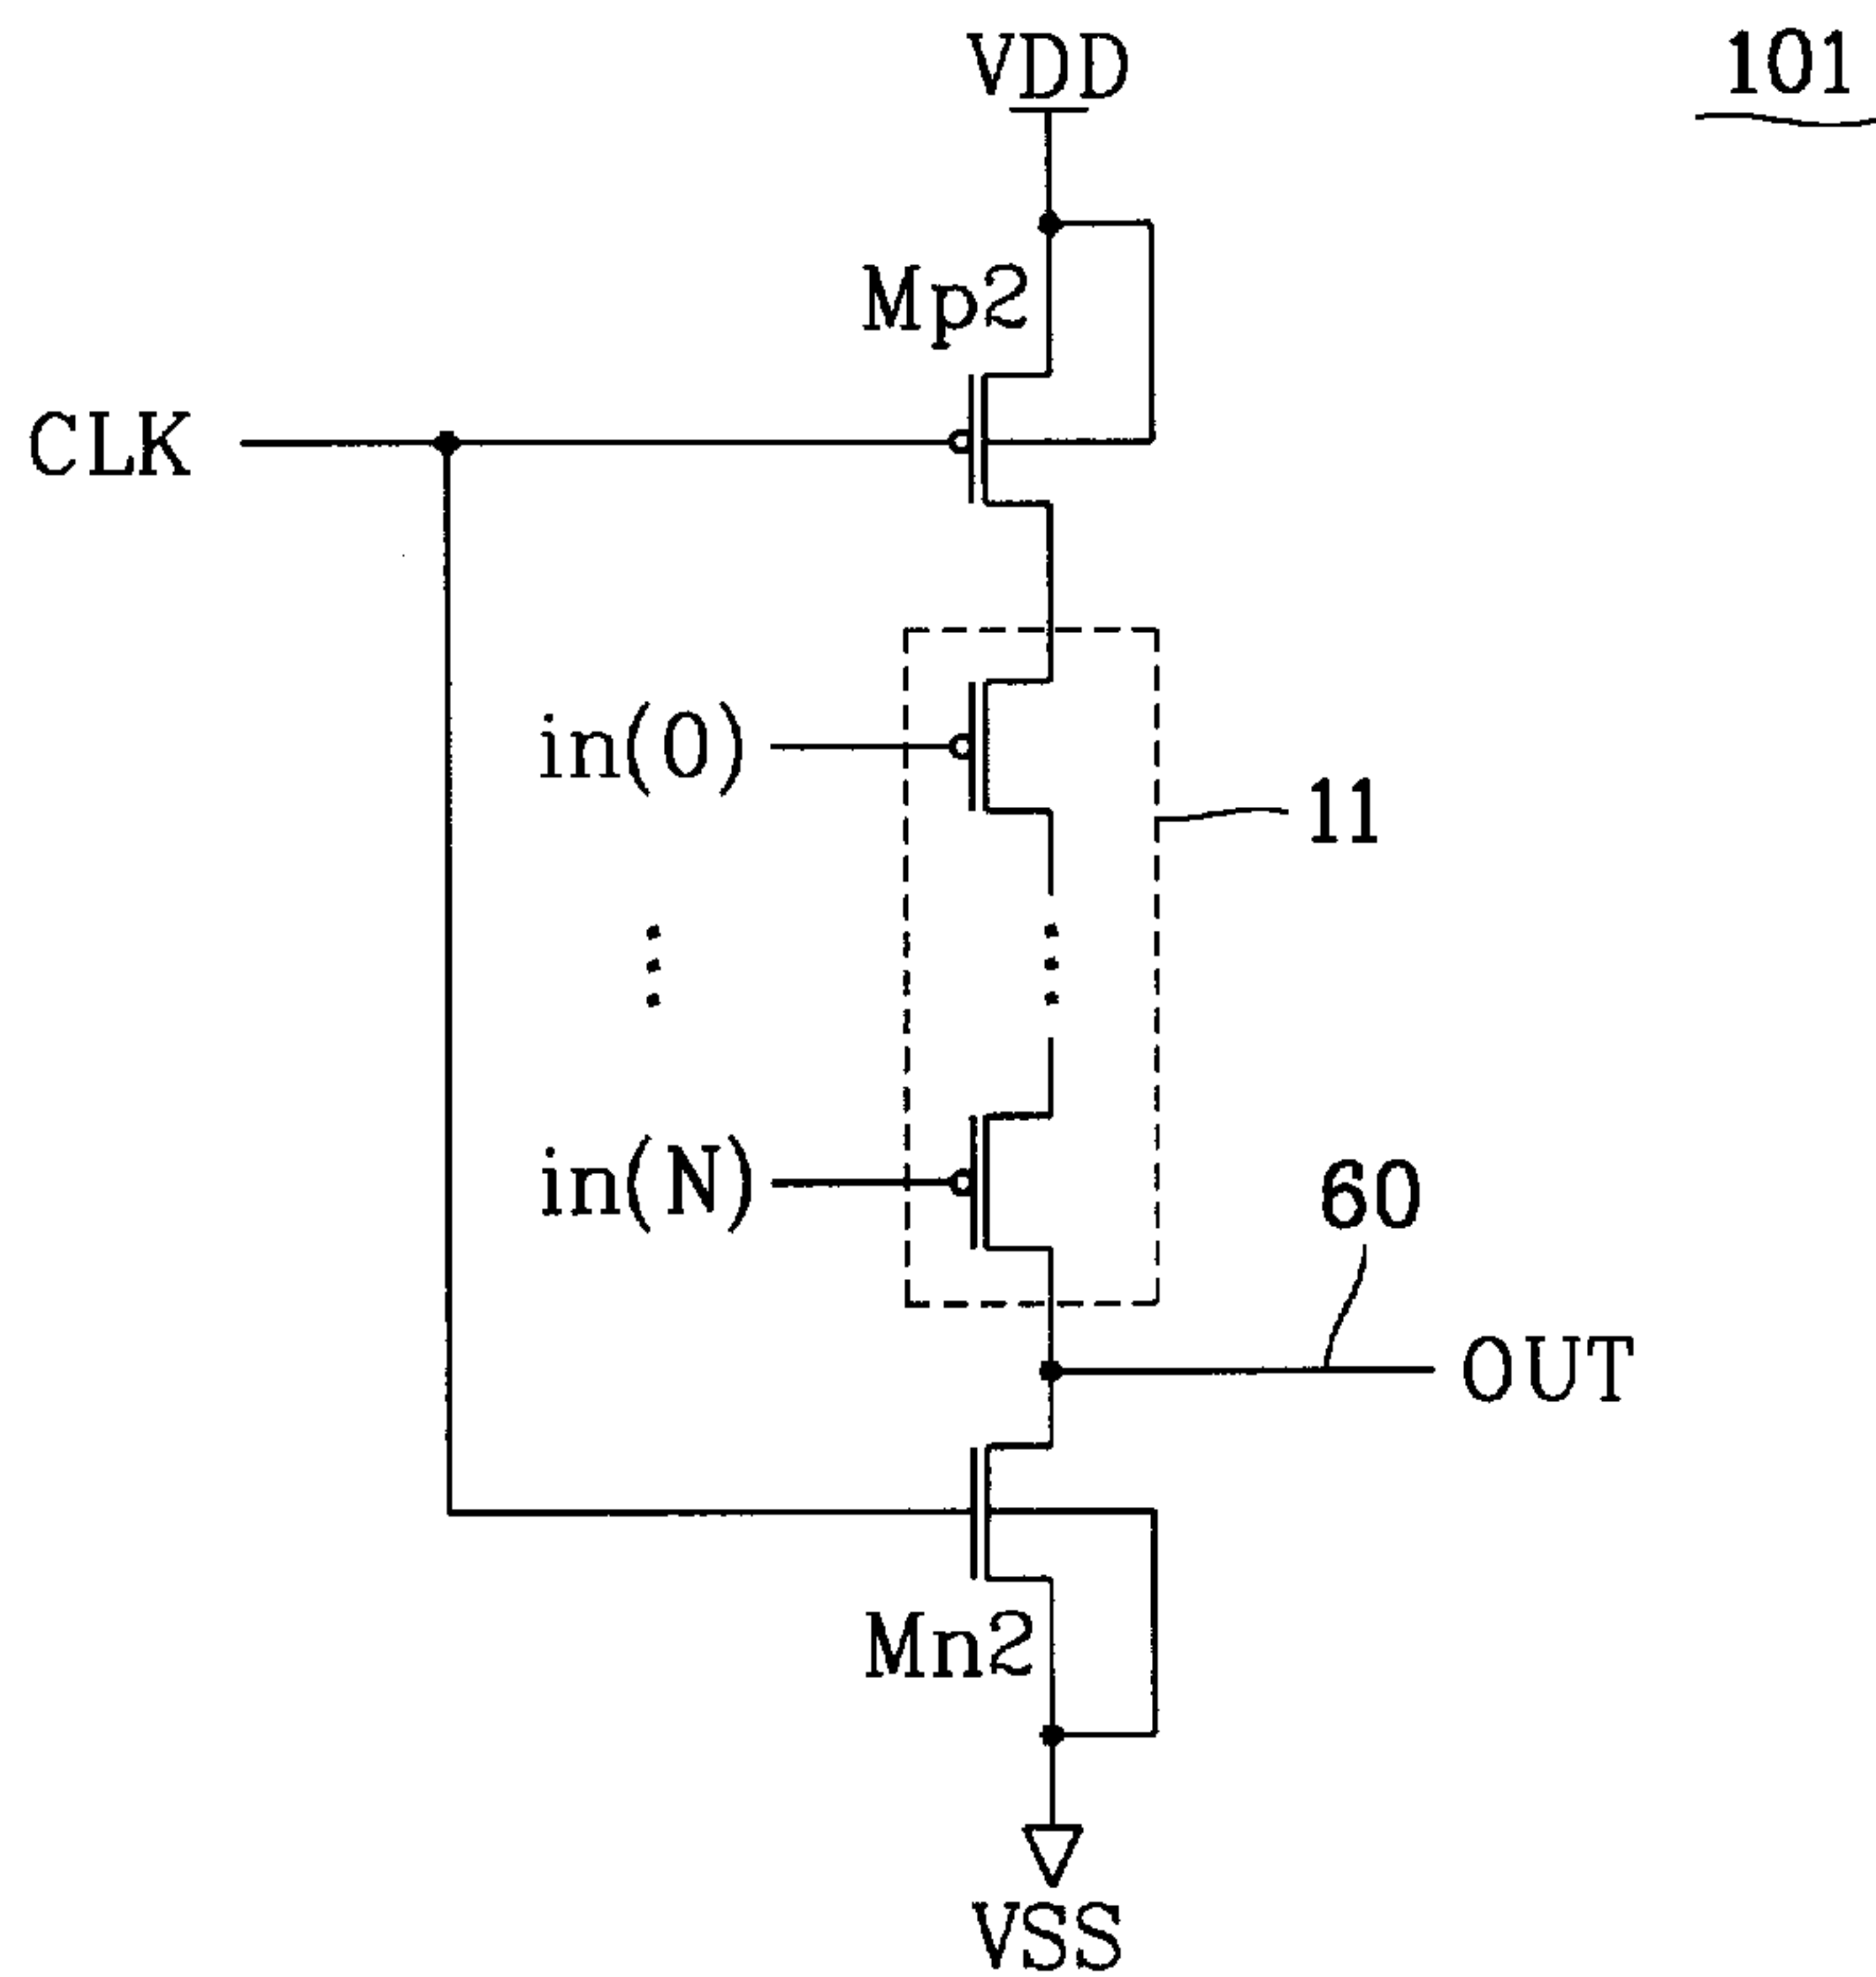 VDD
101
Mp2
CLK
in(0)
11
in(N)
60
OUT
Mn2
VSS